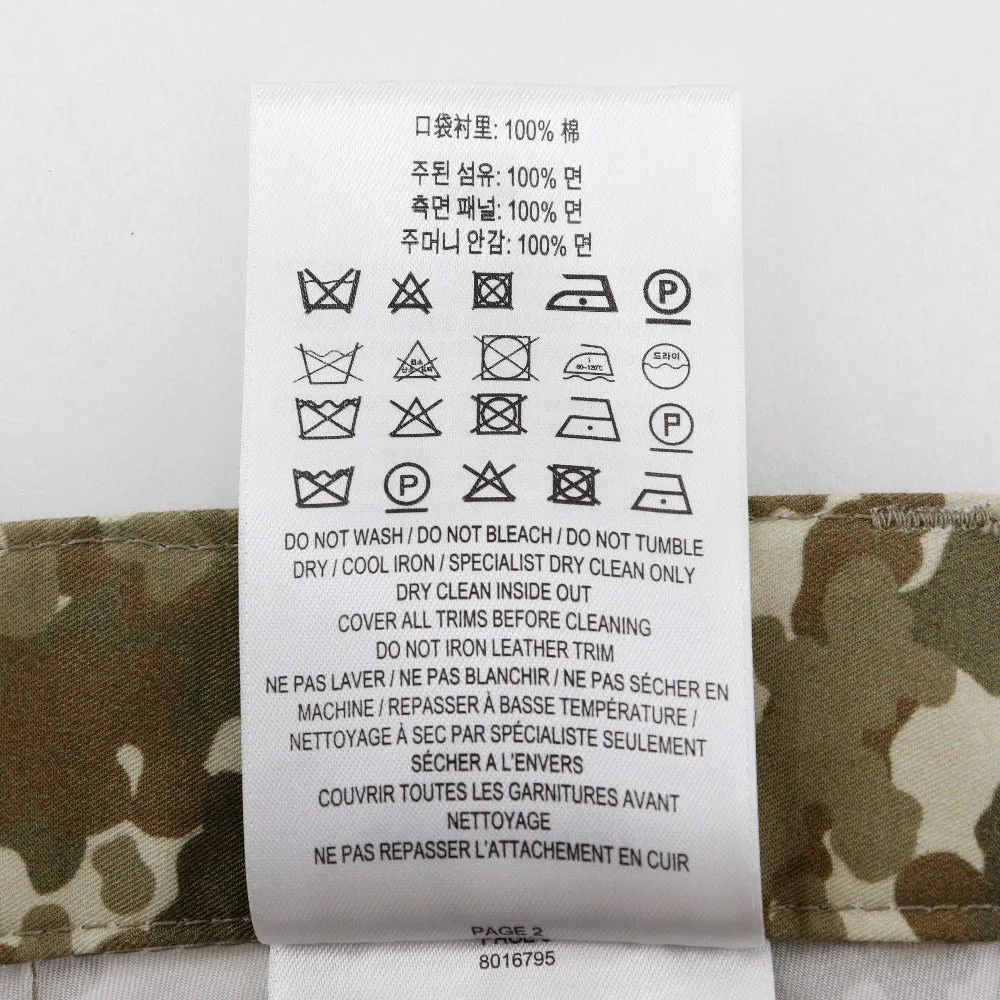 口袋衬里: 100% 棉
주된 섬유: 100% 면
측면 패널: 100% 면
주머니 안감: 100% 면
P
1
80~120℃
드라이
P
P
DO NOT WASH / DO NOT BLEACH / DO NOT TUMBLE
DRY / COOL IRON / SPECIALIST DRY CLEAN ONLY
DRY CLEAN INSIDE OUT
COVER ALL TRIMS BEFORE CLEANING
DO NOT IRON LEATHER TRIM
NE PAS LAVER / NE PAS BLANCHIR / NE PAS SÉCHER EN
MACHINE / REPASSER À BASSE TEMPÉRATURE /
NETTOYAGE À SEC PAR SPÉCIALISTE SEULEMENT
SÉCHER A L'ENVERS
COUVRIR TOUTES LES GARNITURES AVANT
NETTOYAGE
NE PAS REPASSER L'ATTACHEMENT EN CUIR
PAGE 2
8016795